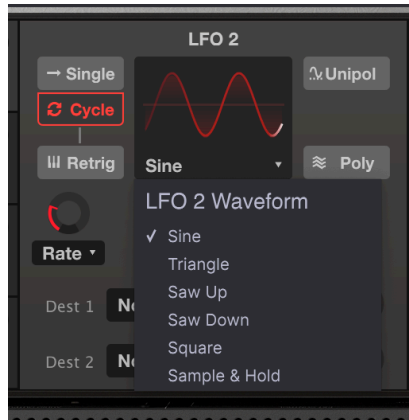 LFO 2
Single
Unipol
Cycle
Retrig
Sine
Poly
LFO 2 Waveform
Sine
Triangle
Saw Up
Saw Down
Square
Sample & Hold
Rate
Dest 1
Dest 2